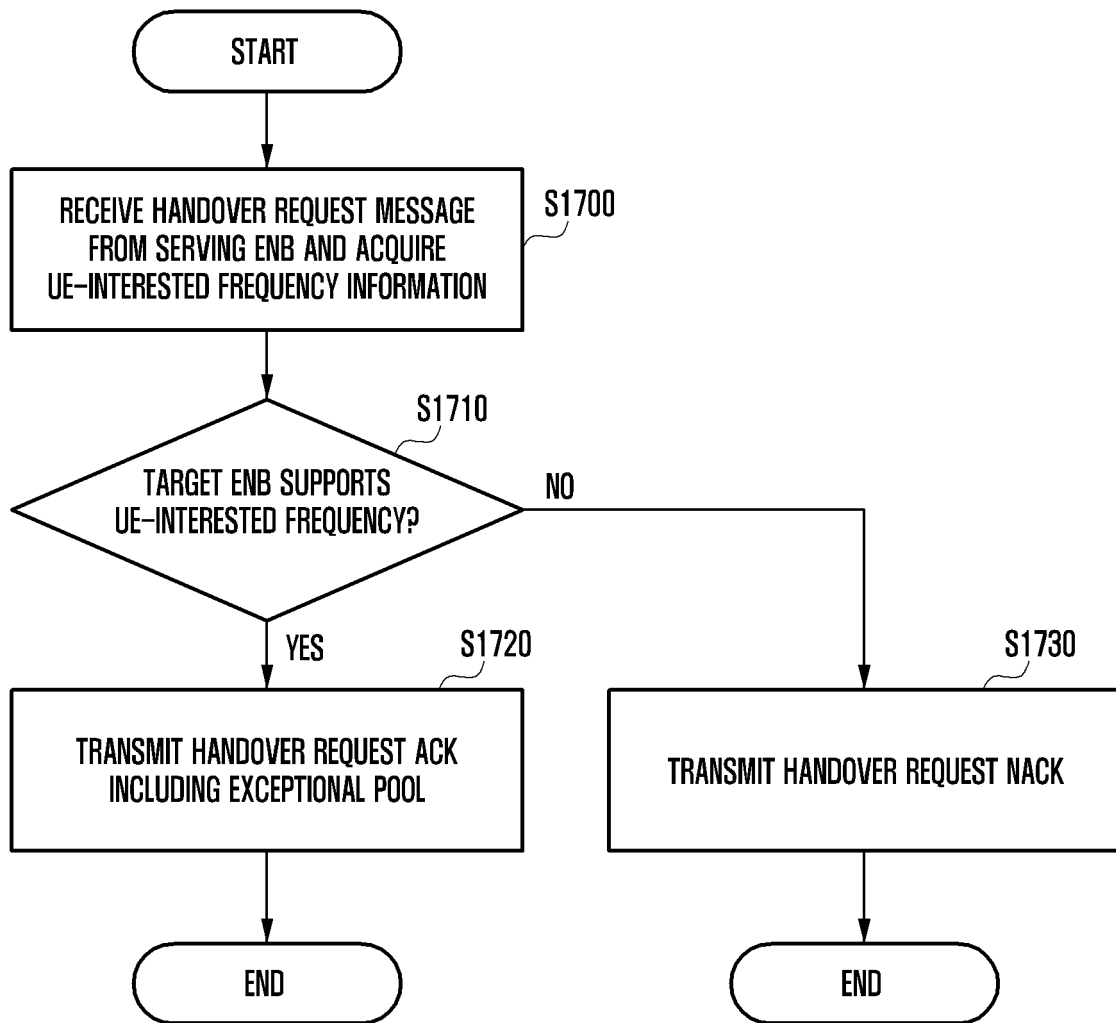 START
RECEIVE HANDOVER REQUEST MESSAGE
FROM SERVING ENB AND ACQUIRE
UE-INTERESTED FREQUENCY INFORMATION
S1700
S1710
TARGET ENB SUPPORTS
UE-INTERESTED FREQUENCY?
NO
YES
S1720
S1730
TRANSMIT HANDOVER REQUEST ACK
INCLUDING EXCEPTIONAL POOL
TRANSMIT HANDOVER REQUEST NACK
END
END